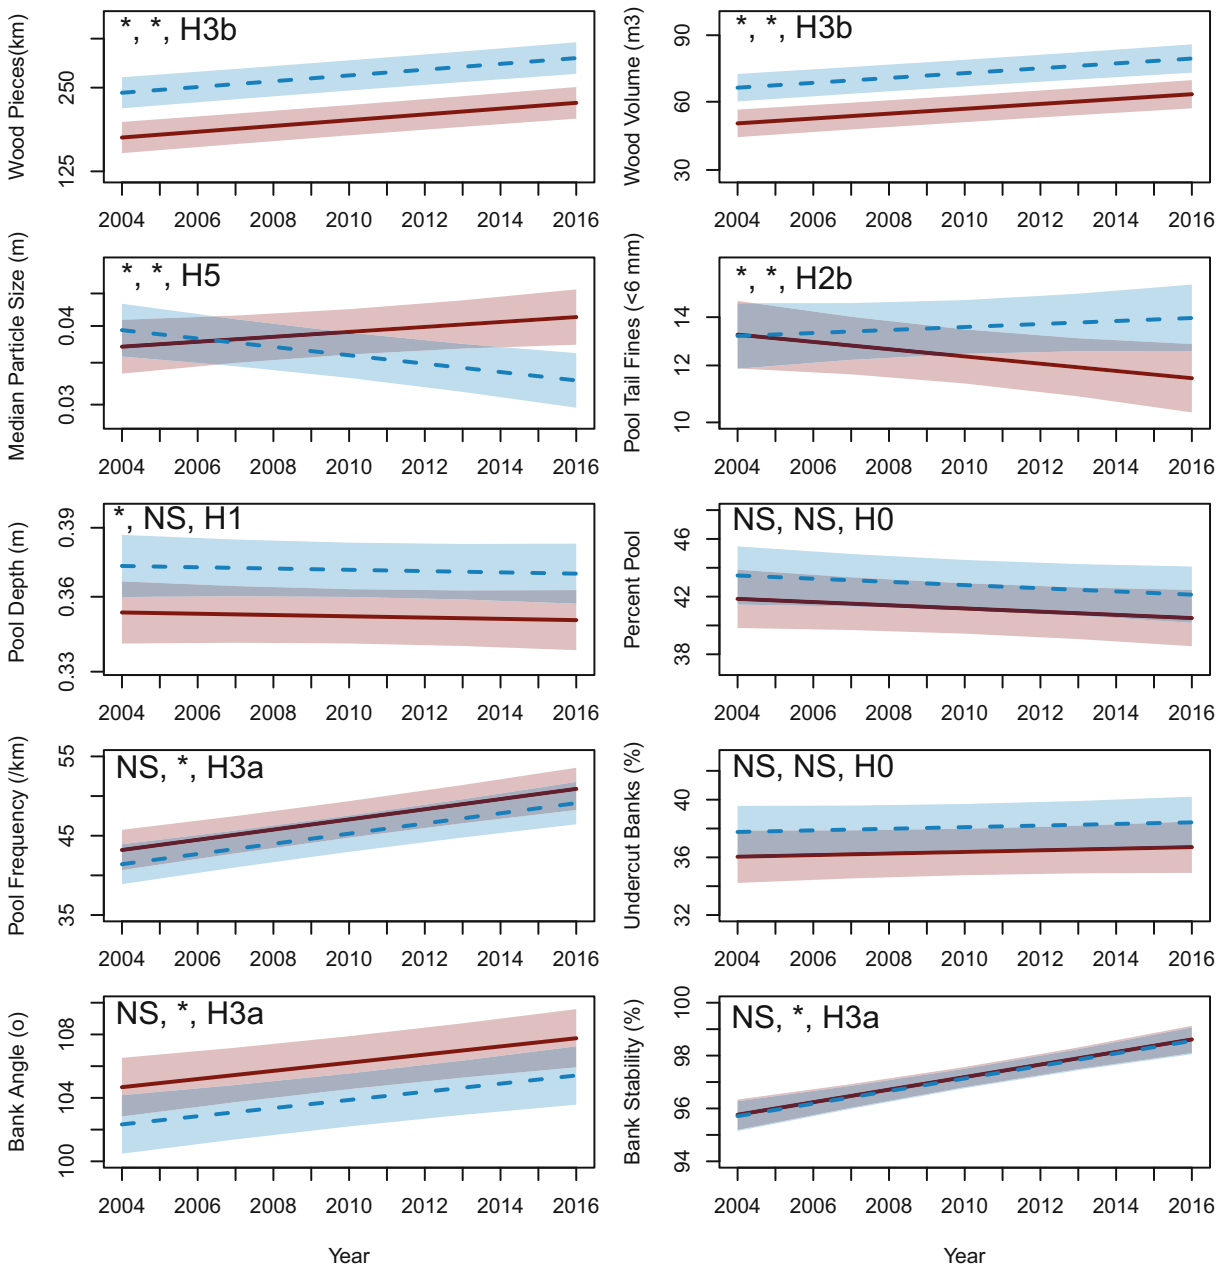 *, *, H3b
Wood Pieces(km)
250
125
2004 2006 2008 2010 2012 2014 2016
*, *, H3b
Wood Volume (m3)
90
60
30
2004 2006 2008 2010 2012 2014 2016
*, *, H5
Median Particle Size (m)
0.04
0.03
2004 2006 2008 2010 2012 2014 2016
*, *, H2b
Pool Tail Fines (<6 mm)
14
12
10
2004 2006 2008 2010 2012 2014 2016
*, NS, H1
Pool Depth (m)
0.39
0.36
0.33
2004 2006 2008 2010 2012 2014 2016
NS, NS, H0
Percent Pool
46
42
38
2004 2006 2008 2010 2012 2014 2016
NS, *, H3a
Pool Frequency (/km)
55
45
35
2004 2006 2008 2010 2012 2014 2016
NS, NS, H0
Undercut Banks (%)
40
36
32
2004 2006 2008 2010 2012 2014 2016
NS, *, H3a
Bank Angle (o)
108
104
100
2004 2006 2008 2010 2012 2014 2016
Year
NS, *, H3a
Bank Stability (%)
100
98
96
94
2004 2006 2008 2010 2012 2014 2016
Year